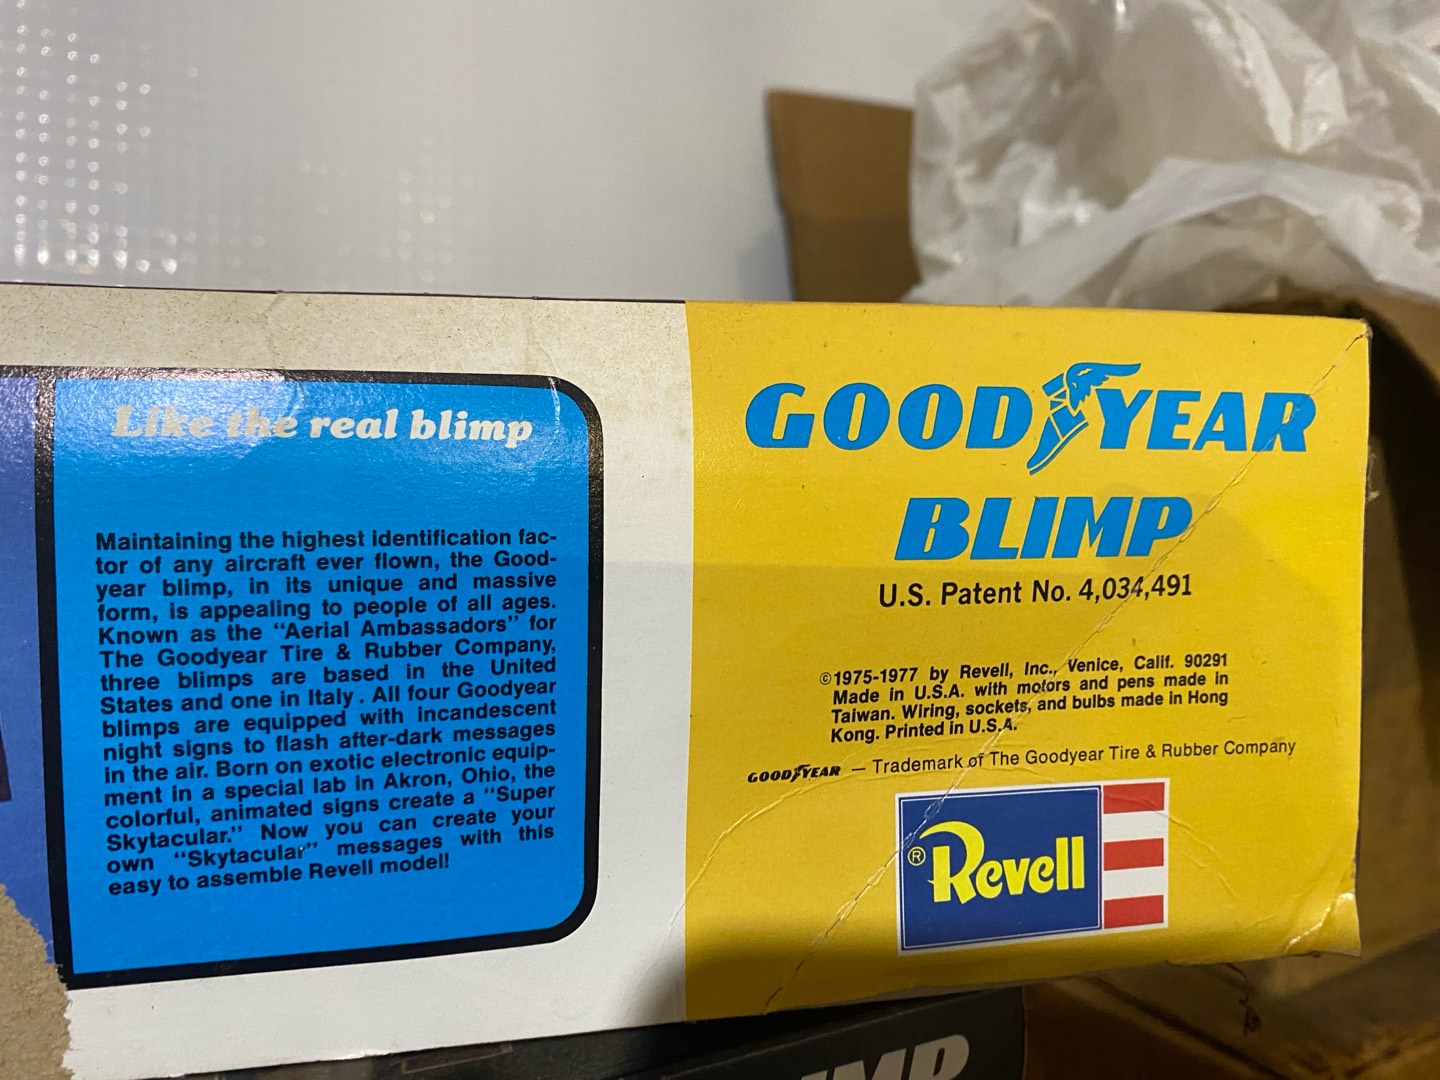 Like the real blimp
Maintaining the highest identification fac-
tor of any aircraft ever flown, the Good-
year blimp, in its unique and massive
form, is appealing to people of all ages.
Known as the "Aerial Ambassadors" for
The Goodyear Tire & Rubber Company,
three blimps are based in the United
States and one in Italy. All four Goodyear
blimps are equipped with incandescent
night signs to flash after-dark messages
in the air. Born on exotic electronic equip-
ment in a special lab in Akron, Ohio, the
colorful, animated signs create a "Super
Skytacular." Now you can create your
own "Skytacular" messages with this
easy to assemble Revell model!
GOODYEAR
BLIMP
U.S. Patent No. 4,034,491
©1975-1977 by Revell, Inc., Venice, Calif. 90291
Made in U.S.A. with motors and pens made in
Taiwan. Wiring, sockets, and bulbs made in Hong
Kong. Printed in U.S.A.
GOODYEAR — Trademark of The Goodyear Tire & Rubber Company
® Revell